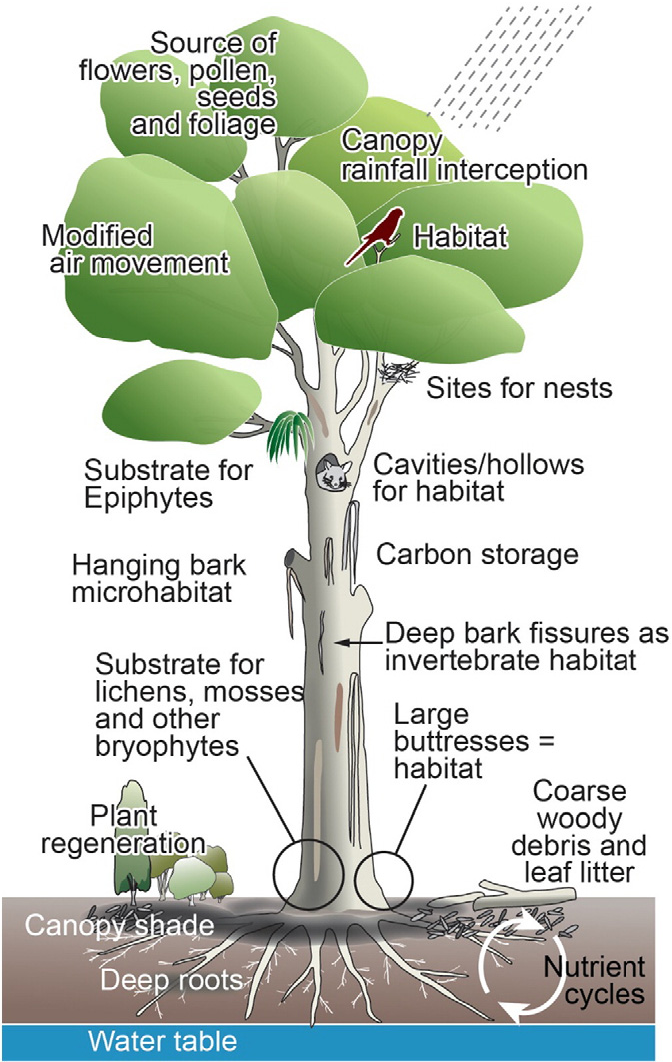 Source of
flowers, pollen,
seeds
and foliage
Canopy
rainfall interception
Modified
air movement
Habitat
Sites for nests
Substrate for
Epiphytes
Cavities/hollows
for habitat
Hanging bark
microhabitat
Carbon storage
Deep bark fissures as
invertebrate habitat
Substrate for
lichens, mosses
and other
bryophytes
Large
buttresses =
habitat
Plant
regeneration
Coarse
woody
debris and
leaf litter
Canopy shade
Deep roots
Nutrient
cycles
Water table